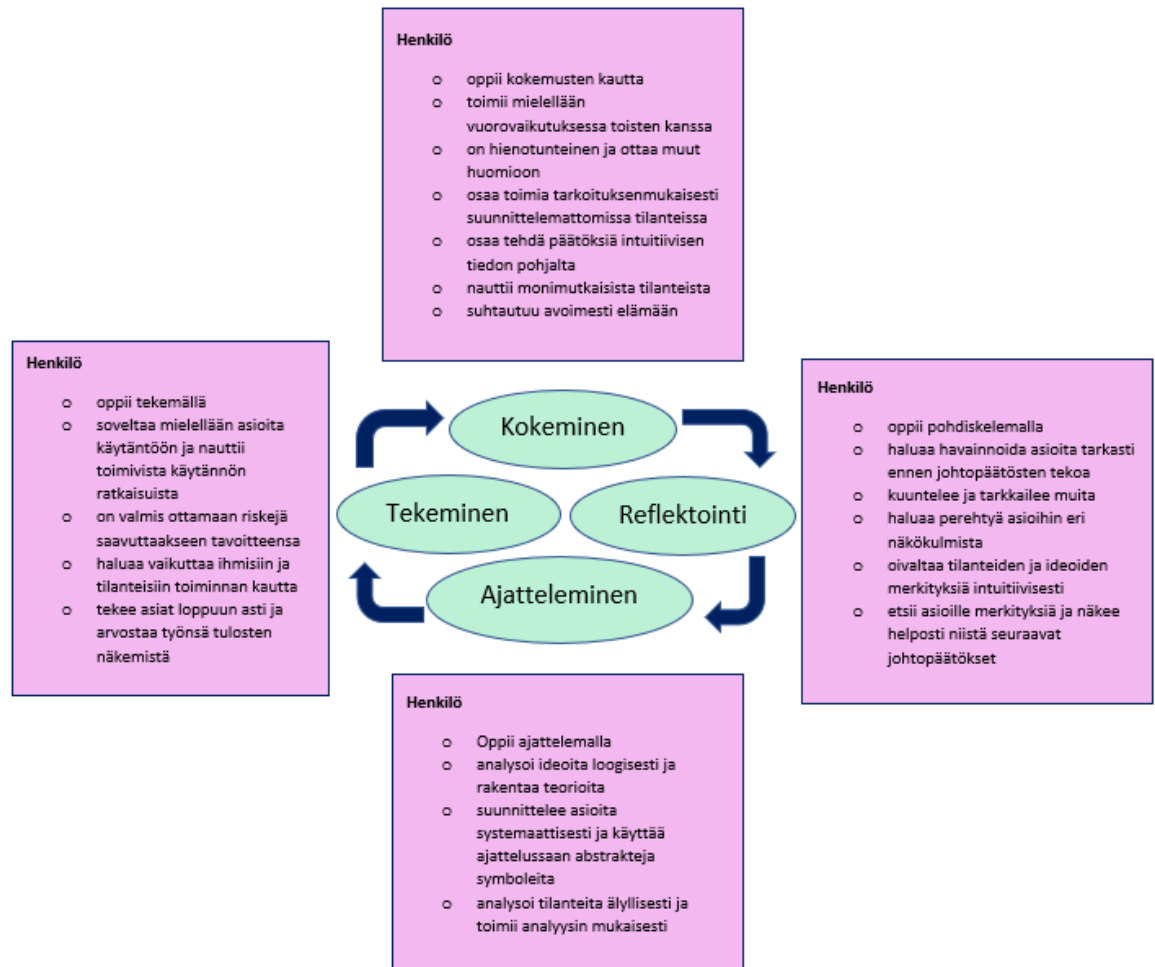 Henkilö
o oppii kokemusten kautta
o toimii mielellään
vuorovaikutuksessa toisten kanssa
o on hienotunteinen ja ottaa muut
huomioon
o osaa toimia tarkoituksenmukaisesti
suunnittelemattomissa tilanteissa
o osaa tehdä päätöksiä intuitiivisen
tiedon pohjalta
o nauttii monimutkaisista tilanteista
o suhtautuu avoimesti elämään
Henkilö
o oppii tekemällä
o soveltaa mielellään asioita
käytäntöön ja nauttii
toimivista käytännön
ratkaisuista
o on valmis ottamaan riskejä
saavuttaakseen tavoitteensa
o haluaa vaikuttaa ihmisiin ja
tilanteisiin toiminnan kautta
o tekee asiat loppuun asti ja
arvostaa työnsä tulosten
näkemistä
Kokeminen
Tekeminen
Reflektointi
Ajatteleminen
Henkilö
o oppii pohdiskelemalla
o haluaa havainnoida asioita tarkasti
ennen johtopäätösten tekoa
o kuuntelee ja tarkkailee muita
o haluaa perehtyä asioihin eri
näkökulmista
o oivaltaa tilanteiden ja ideoiden
merkityksiä intuitiivisesti
o etsii asioille merkityksiä ja näkee
helposti niistä seuraavat
johtopäätökset
Henkilö
o Oppii ajattelemalla
o analysoi ideoita loogisesti ja
rakentaa teorioita
o suunnittelee asioita
systemaattisesti ja käyttää
ajattelussaan abstrakteja
symboleita
o analysoi tilanteita älyllisesti ja
toimii analyysin mukaisesti